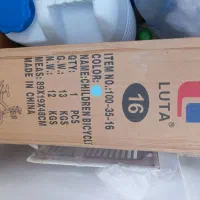 ITEM NO.: 100-35-16
COLOR:
NAME: CHILDREN BICYCLE
QTY: 1 PCS
G.W.: 13 KGS
N.W.: 12 KGS
MEAS: 89X19X48CM
MADE IN CHINA
16
LUTA®